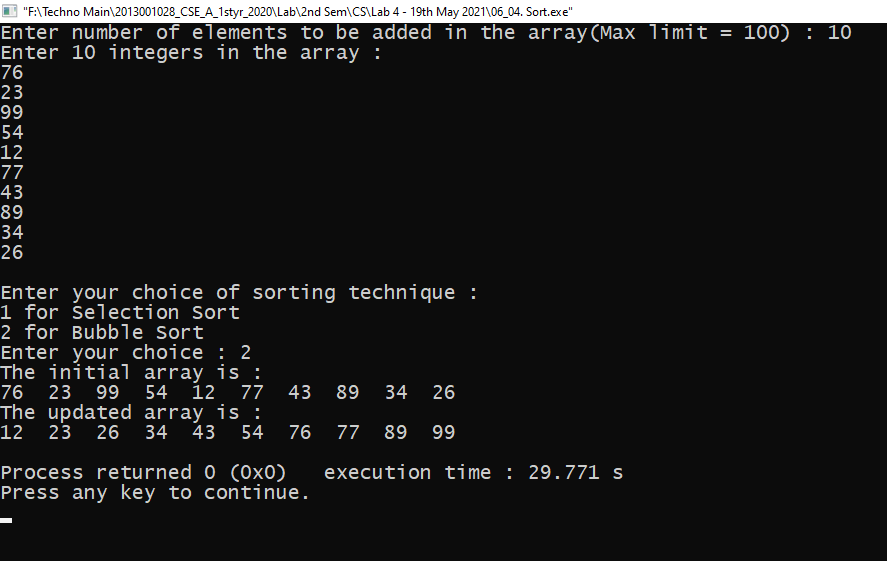 "F:\Techno Main\2013001028_CSE_A_1styr_2020\Lab\2nd Sem\CS\Lab 4 - 19th May 2021\06_04. Sort.exe"
Enter number of elements to be added in the array(Max limit = 100) : 10
Enter 10 integers in the array :
76
23
99
54
12
77
43
89
34
26
Enter your choice of sorting technique :
1 for Selection Sort
2 for Bubble Sort
Enter your choice : 2
The initial array is :
76  23  99  54  12  77  43  89  34  26
The updated array is :
12  23  26  34  43  54  76  77  89  99
Process returned 0 (0x0)   execution time : 29.771 s
Press any key to continue.